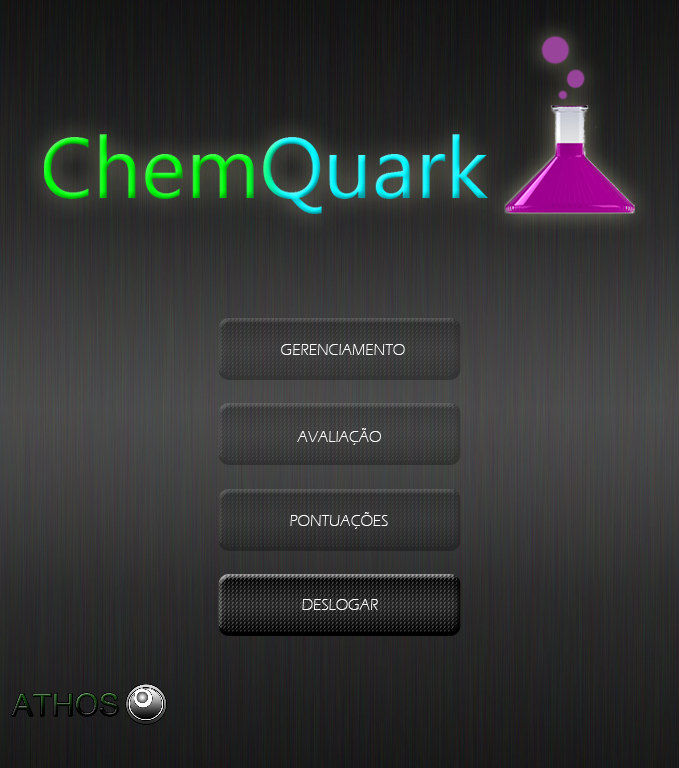 ChemQuark
GERENCIAMENTO
AVALIAÇÃO
PONTUAÇÕES
DESLOGAR
ATHOS